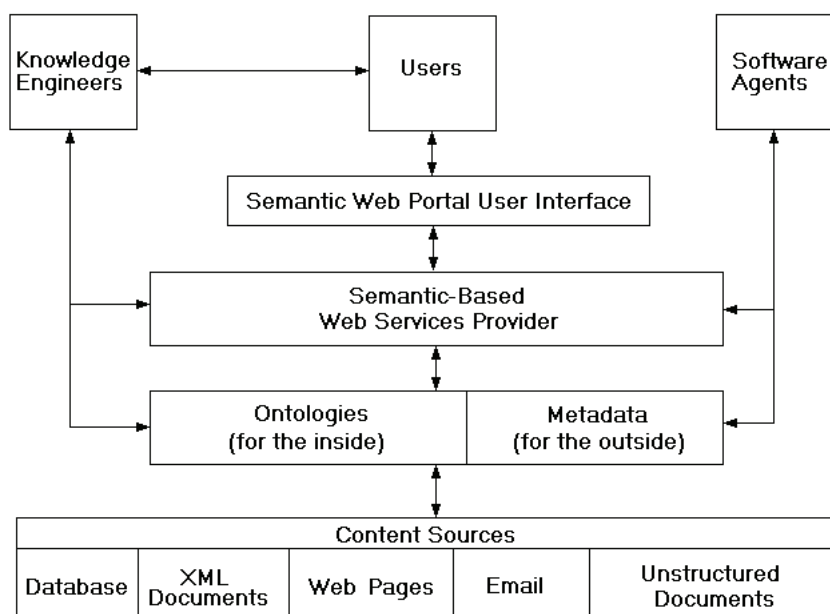 Knowledge
Engineers
Users
Software
Agents
Semantic Web Portal User Interface
Semantic-Based
Web Services Provider
Ontologies
(for the inside)
Metadata
(for the outside)
Content Sources
Database
XML
Documents
Web Pages
Email
Unstructured
Documents